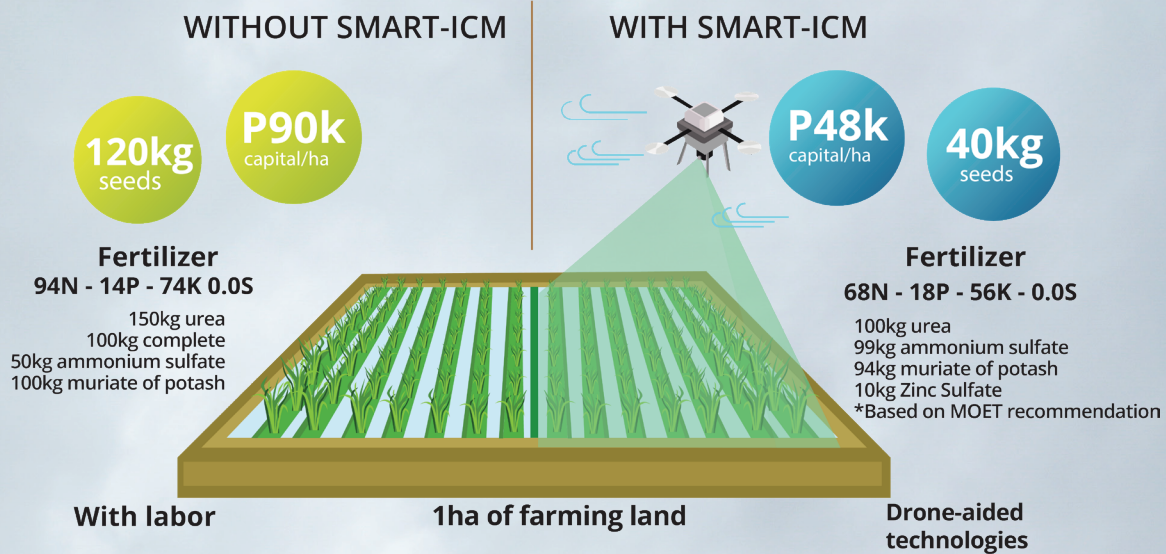 WITHOUT SMART-ICM
120kg
seeds
P90k
capital/ha
Fertilizer
94N - 14P - 74K 0.0S
150kg urea
100kg complete
50kg ammonium sulfate
100kg muriate of potash
With labor
WITH SMART-ICM
P48k
capital/ha
40kg
seeds
Fertilizer
68N - 18P - 56K - 0.0S
100kg urea
99kg ammonium sulfate
94kg muriate of potash
10kg Zinc Sulfate
*Based on MOET recommendation
1ha of farming land
Drone-aided
technologies